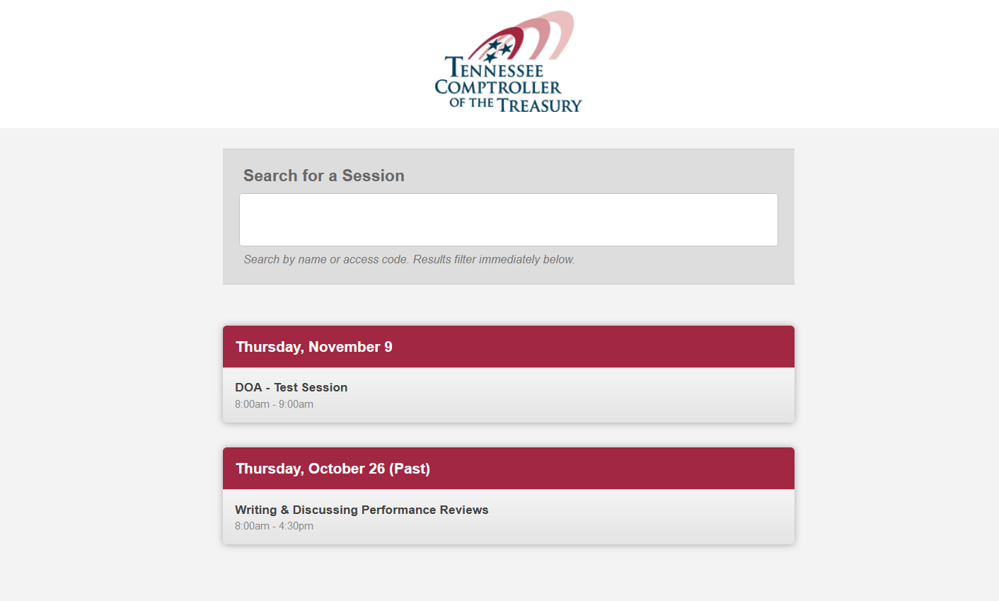 TENNESSEE
COMPTROLLER
OF THE TREASURY
Search for a Session
Search by name or access code. Results filter immediately below.
Thursday, November 9
DOA - Test Session
8:00am - 9:00am
Thursday, October 26 (Past)
Writing & Discussing Performance Reviews
8:00am - 4:30pm